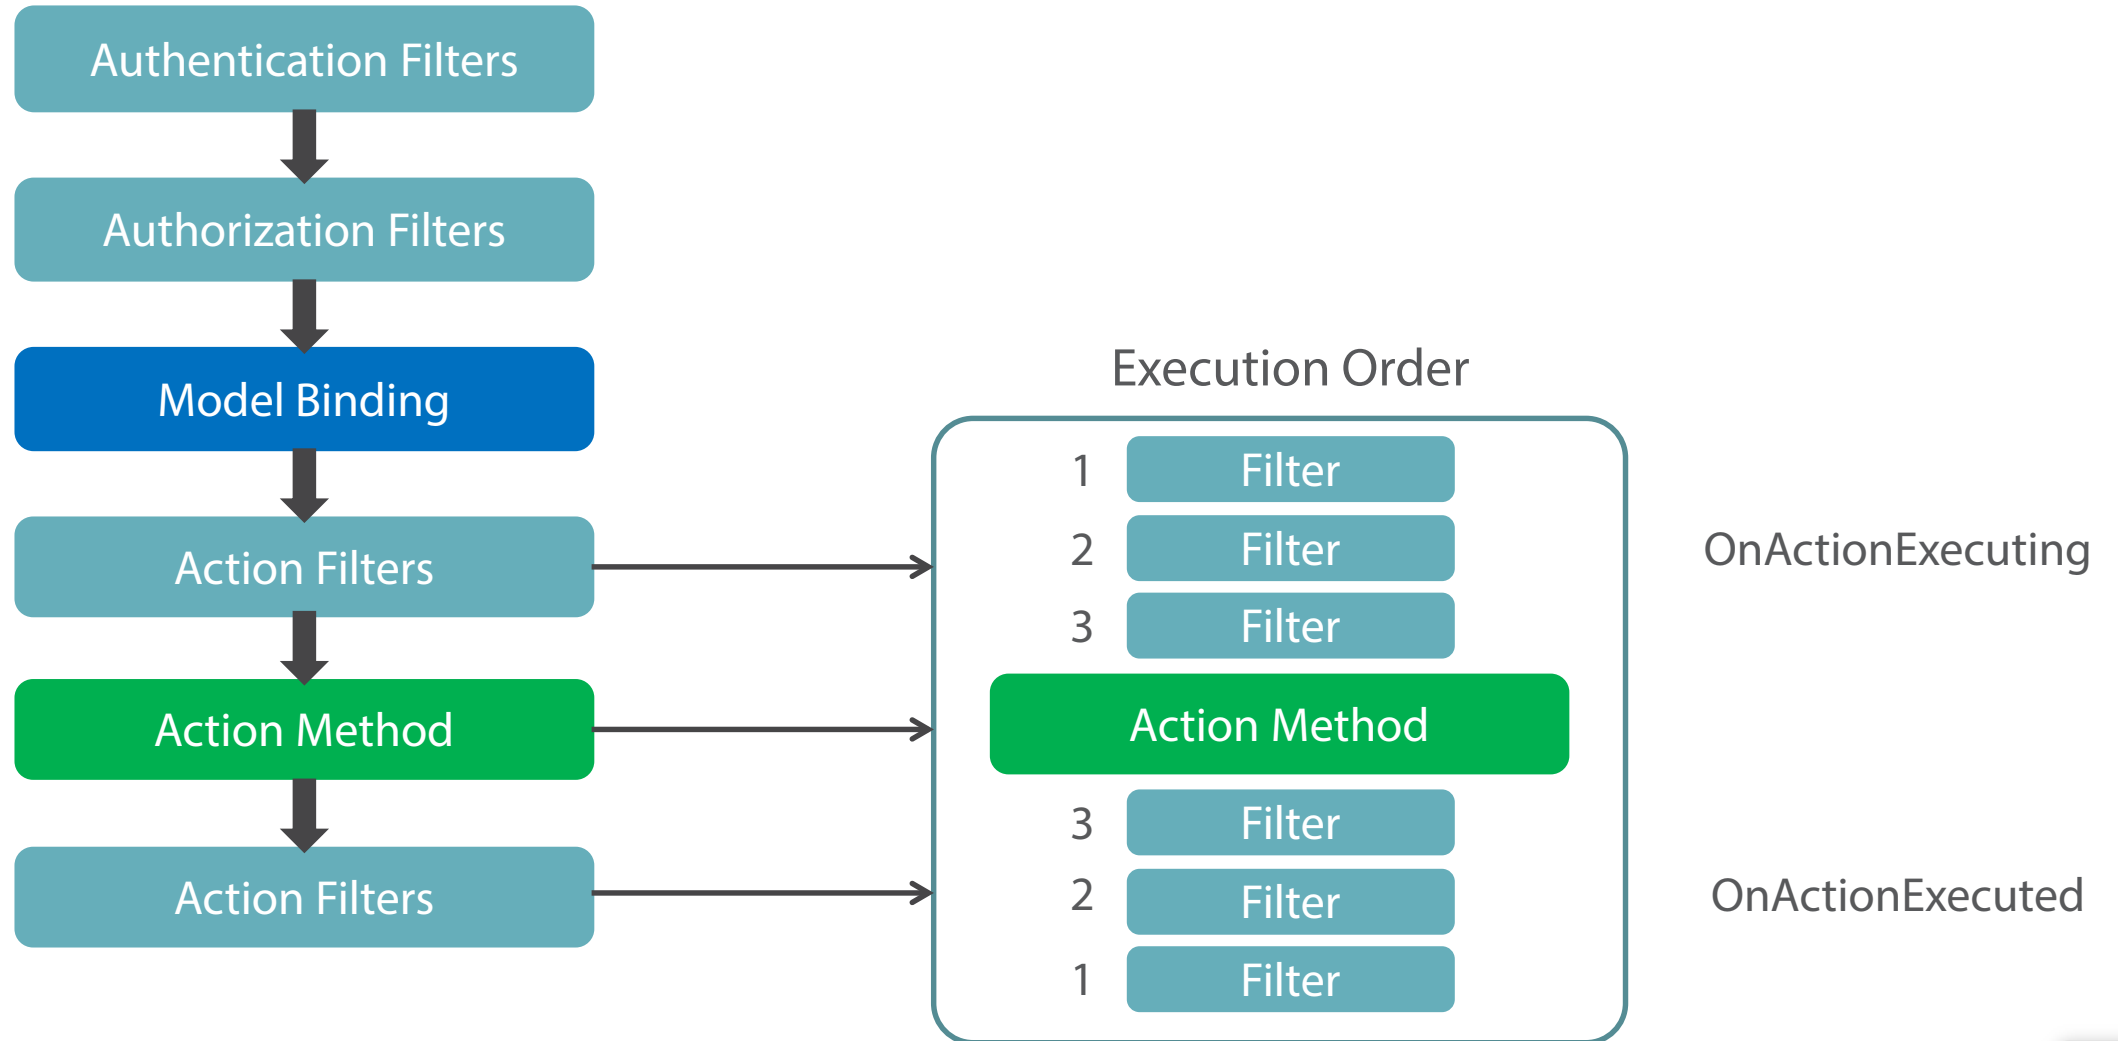 Authentication Filters
Authorization Filters
Model Binding
Action Filters
Action Method
Action Filters
Execution Order
1 Filter
2 Filter
3 Filter
Action Method
3 Filter
2 Filter
1 Filter
OnActionExecuting
OnActionExecuted